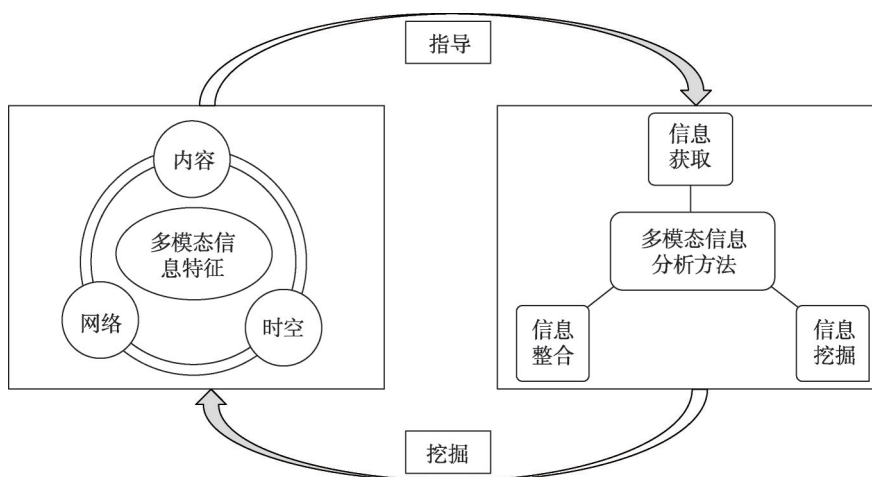 指导
内容
多模态信
息特征
网络
时空
信息
获取
多模态信息
分析方法
信息
整合
信息
挖掘
挖掘